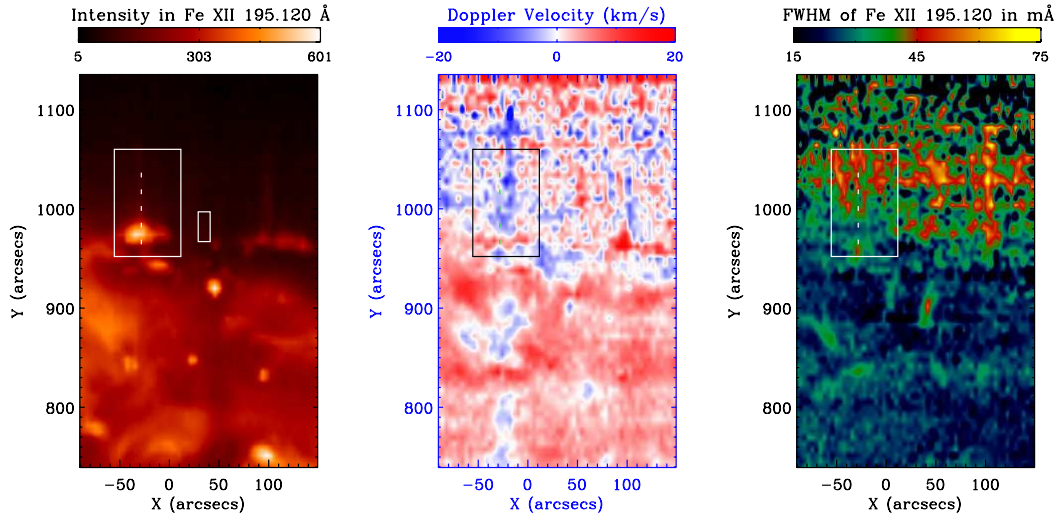 Intensity in Fe XII 195.120 Å
5 303 601
1100
1000
900
800
Y (arcsecs)
−50 0 50 100
X (arcsecs)
Doppler Velocity (km/s)
−20 0 20
1100
1000
900
800
Y (arcsecs)
−50 0 50 100
X (arcsecs)
FWHM of Fe XII 195.120 in mÅ
15 45 75
1100
1000
900
800
Y (arcsecs)
−50 0 50 100
X (arcsecs)